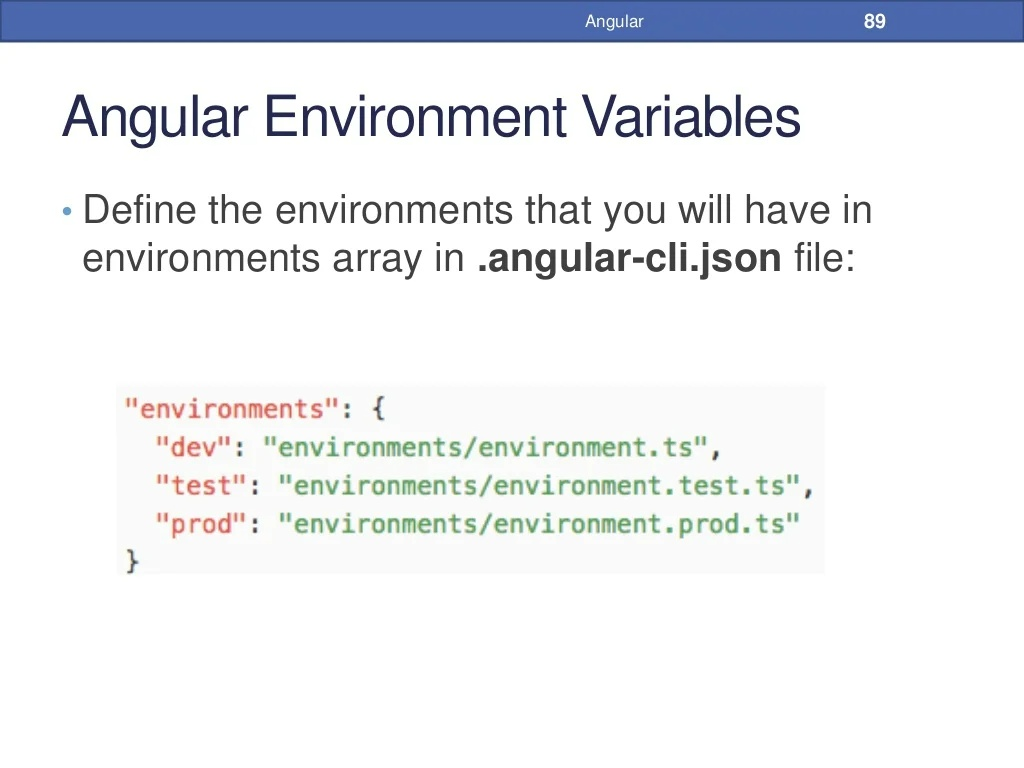 Angular 89
Angular Environment Variables
• Define the environments that you will have in
environments array in .angular-cli.json file:
"environments": {
  "dev": "environments/environment.ts",
  "test": "environments/environment.test.ts",
  "prod": "environments/environment.prod.ts"
}